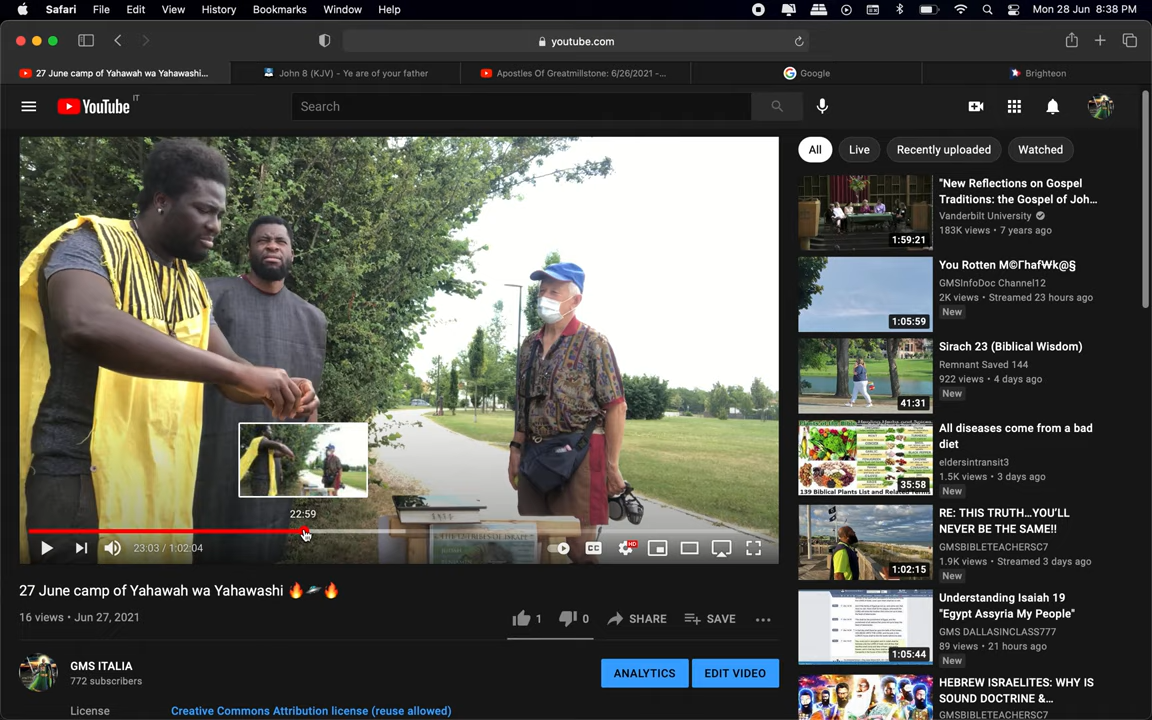 Safari File Edit View History Bookmarks Window Help Mon 28 Jun 8:38 PM
youtube.com
27 June camp of Yahawah wa Yahawashi... John 8 (KJV) - Ye are of your father Apostles Of Greatmillstone: 6/26/2021 -... Google Brighteon
YouTube IT Search
All Live Recently uploaded Watched
"New Reflections on Gospel
Traditions: the Gospel of Joh...
Vanderbilt University
183K views • 7 years ago
1:59:21
You Rotten M©ΓhafWk@§
GMSInfoDoc Channel12
2K views • Streamed 23 hours ago
New
1:05:59
Sirach 23 (Biblical Wisdom)
Remnant Saved 144
922 views • 4 days ago
New
41:31
All diseases come from a bad
diet
eldersintransit3
1.5K views • 3 days ago
New
35:58
139 Biblical Plants List and Related
RE: THIS TRUTH...YOU'LL
NEVER BE THE SAME!!
GMSBIBLETEACHERSC7
1.9K views • Streamed 3 days ago
New
1:02:15
Understanding Isaiah 19
"Egypt Assyria My People"
GMS DALLASINCLASS777
89 views • 21 hours ago
New
1:05:44
HEBREW ISRAELITES: WHY IS
SOUND DOCTRINE &...
GMSBIBLETEACHERSC7
22:59
23:03 / 1:02:04 CC HD
27 June camp of Yahawah wa Yahawashi 🔥🛸🔥
16 views • Jun 27, 2021 1 0 SHARE SAVE
GMS ITALIA
772 subscribers
ANALYTICS EDIT VIDEO
License Creative Commons Attribution license (reuse allowed)